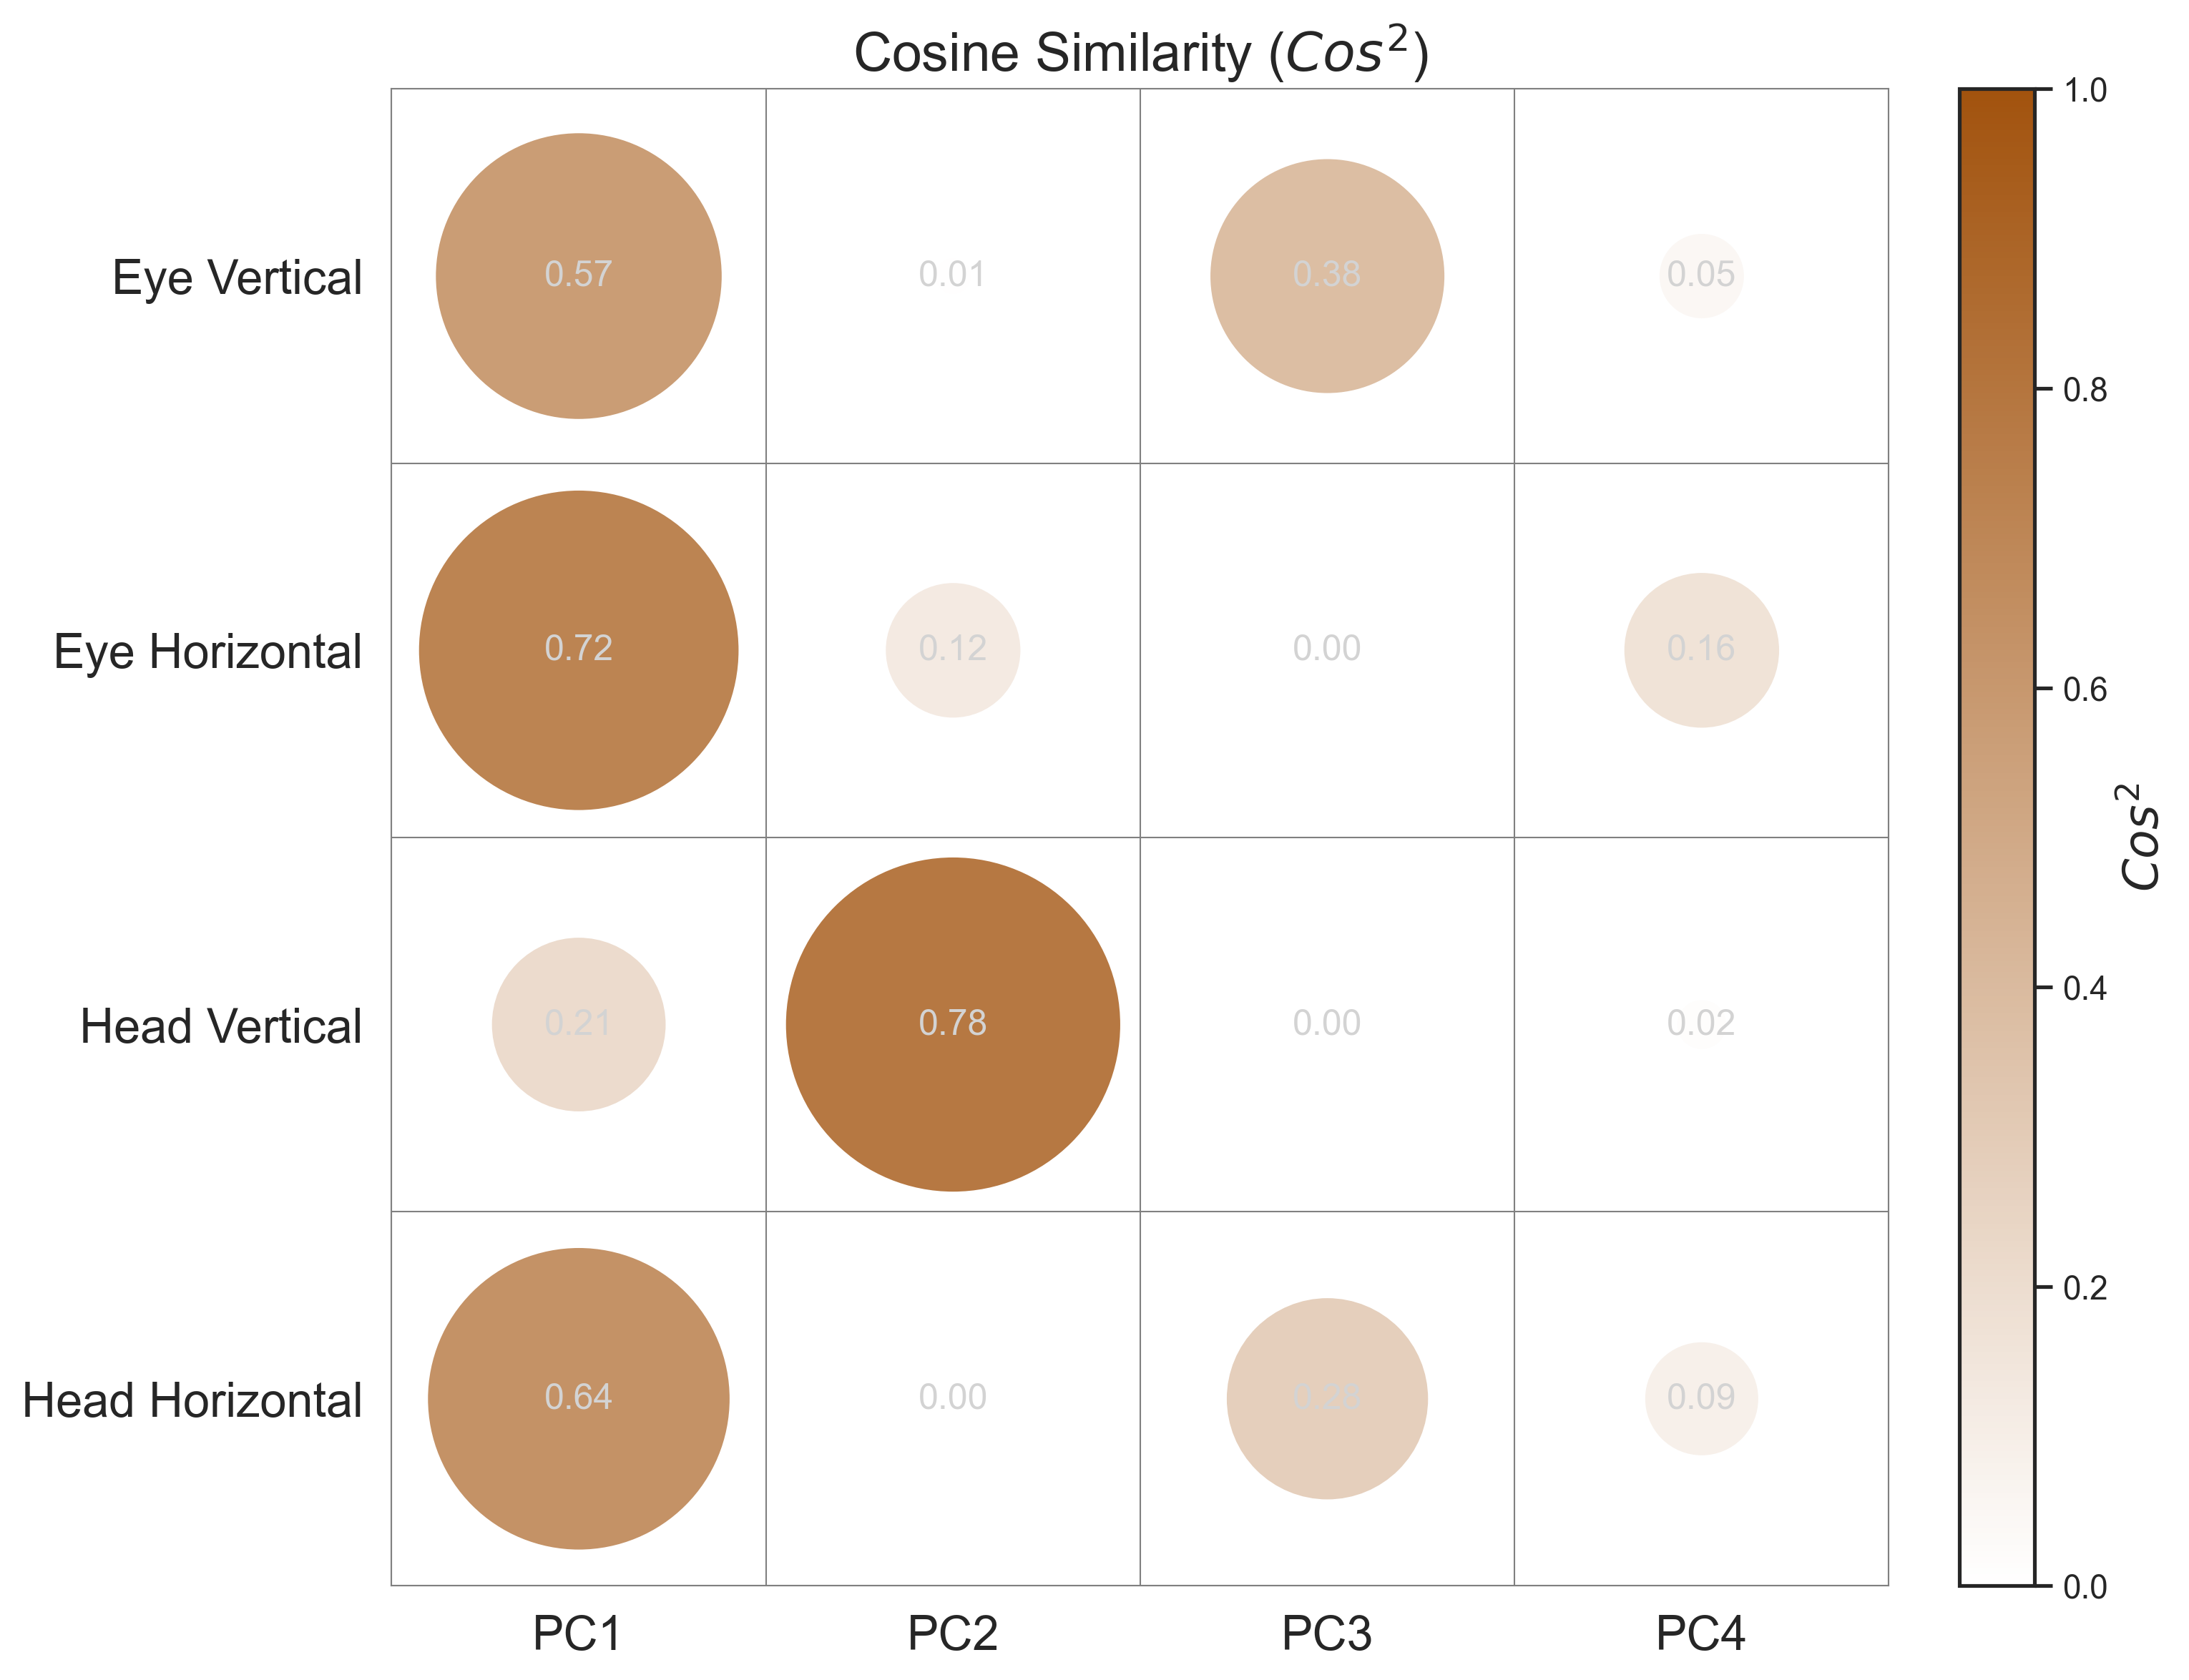 Cosine Similarity (Cos²)
Eye Vertical 0.57 0.01 0.38 0.05
Eye Horizontal 0.72 0.12 0.00 0.16
Head Vertical 0.21 0.78 0.00 0.02
Head Horizontal 0.64 0.00 0.28 0.09
PC1 PC2 PC3 PC4
1.0
0.8
0.6
0.4
0.2
0.0
Cos²